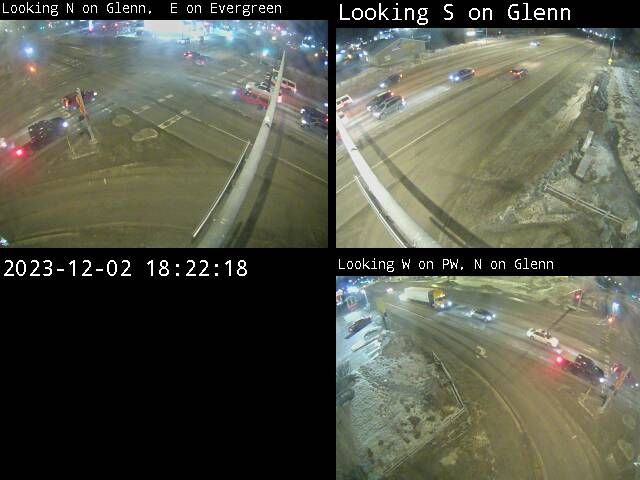 Looking N on Glenn, E on Evergreen
Looking S on Glenn
2023-12-02 18:22:18
Looking W on PW, N on Glenn